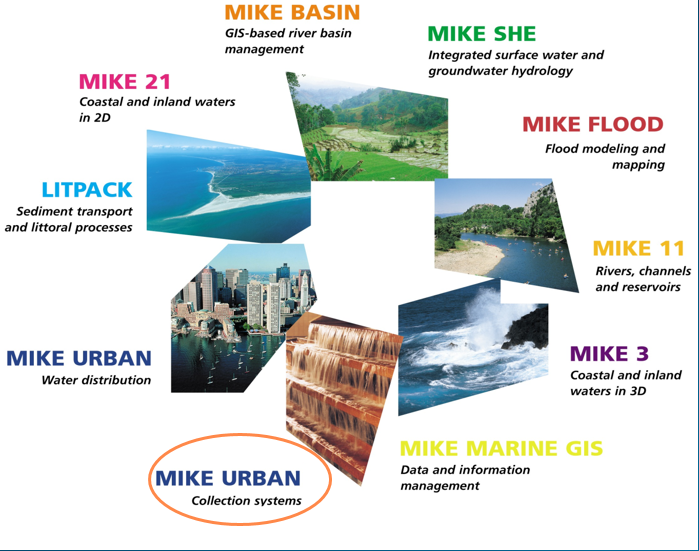 MIKE BASIN
GIS-based river basin
management
MIKE SHE
Integrated surface water and
groundwater hydrology
MIKE 21
Coastal and inland waters
in 2D
MIKE FLOOD
Flood modeling and
mapping
LITPACK
Sediment transport
and littoral processes
MIKE 11
Rivers, channels
and reservoirs
MIKE URBAN
Water distribution
MIKE 3
Coastal and inland
waters in 3D
MIKE MARINE GIS
Data and information
management
MIKE URBAN
Collection systems